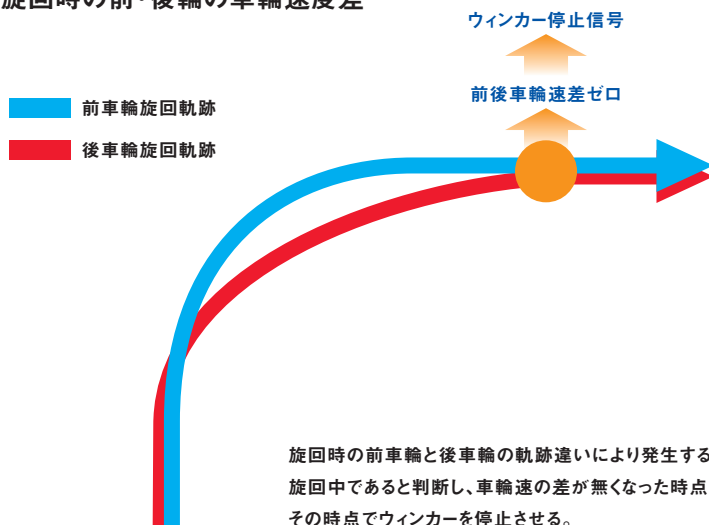 旋回時の前・後輪の車輪速度差
ウィンカー停止信号
前後車輪速差ゼロ
前車輪旋回軌跡
後車輪旋回軌跡
旋回時の前車輪と後車輪の軌跡違いにより発生する
旋回中であると判断し、車輪速の差が無くなった時点
その時点でウィンカーを停止させる。